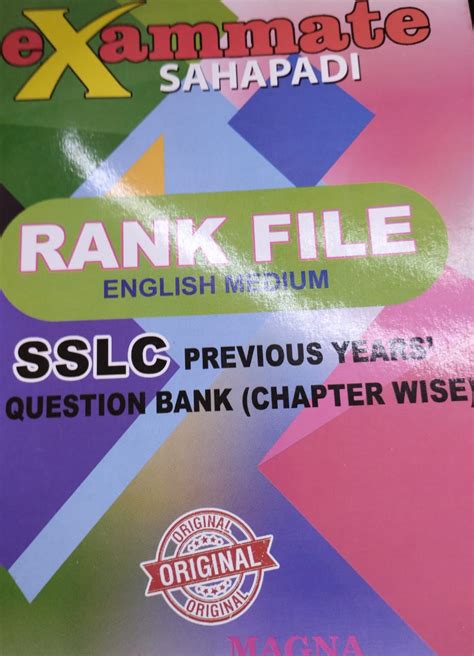 eXammate
SAHAPADI
RANK FILE
ENGLISH MEDIUM
SSLC PREVIOUS YEARS'
QUESTION BANK (CHAPTER WISE)
ORIGINAL
ORIGINAL
ORIGINAL
MAGNA